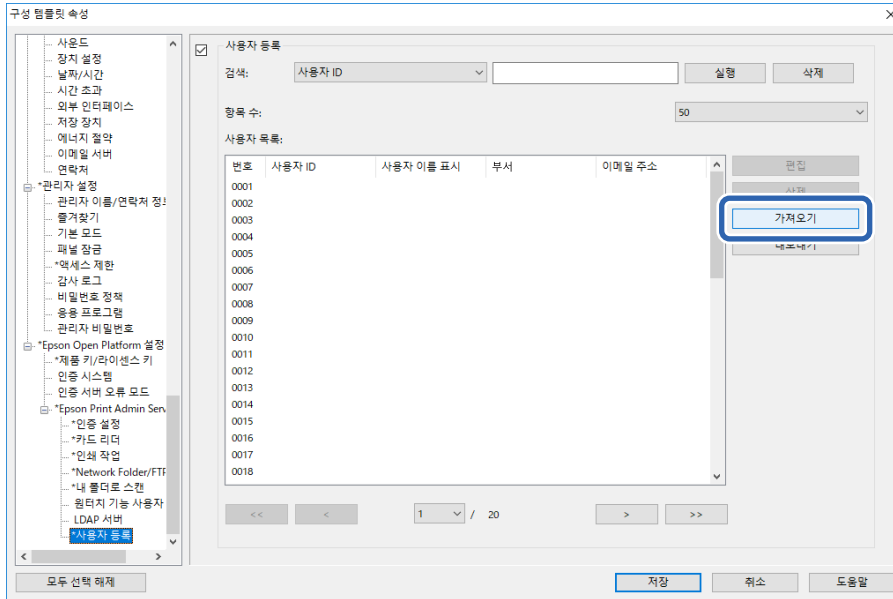 구성 템플릿 속성
사운드
장치 설정
날짜/시간
시간 초과
외부 인터페이스
저장 장치
에너지 절약
이메일 서버
연락처
*관리자 설정
관리자 이름/연락처 정보
즐겨찾기
기본 모드
패널 잠금
*액세스 제한
감사 로그
비밀번호 정책
응용 프로그램
관리자 비밀번호
*Epson Open Platform 설정
*제품 키/라이센스 키
인증 시스템
인증 서버 오류 모드
*Epson Print Admin Serv
*인증 설정
*카드 리더
*인쇄 작업
*Network Folder/FTP
*내 폴더로 스캔
원터치 기능 사용자
LDAP 서버
*사용자 등록
모두 선택 해제
사용자 등록
검색: 사용자 ID 실행 삭제
항목 수: 50
사용자 목록:
번호 사용자 ID 사용자 이름 표시 부서 이메일 주소
0001
0002
0003
0004
0005
0006
0007
0008
0009
0010
0011
0012
0013
0014
0015
0016
0017
0018
편집
삭제
가져오기
내보내기
<< < 1 / 20 > >>
저장 취소 도움말